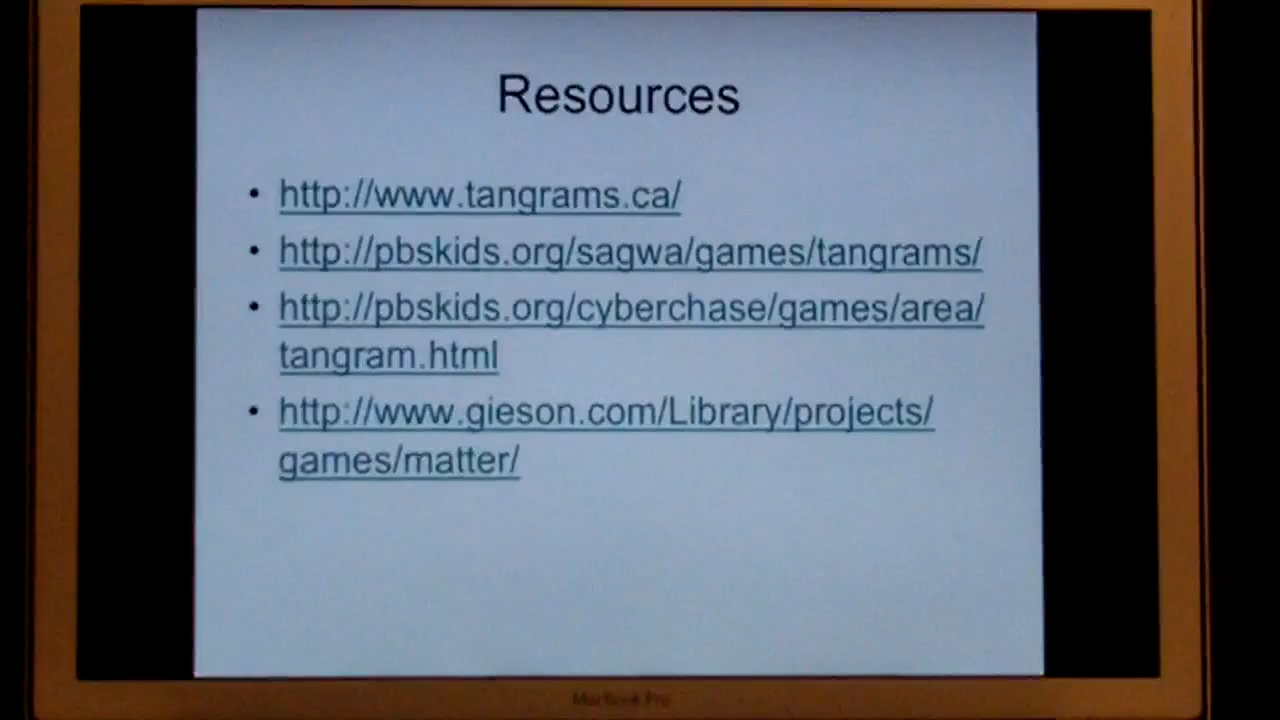 Resources
• http://www.tangrams.ca/
• http://pbskids.org/sagwa/games/tangrams/
• http://pbskids.org/cyberchase/games/area/
tangram.html
• http://www.gieson.com/Library/projects/
games/matter/
MacBook Pro